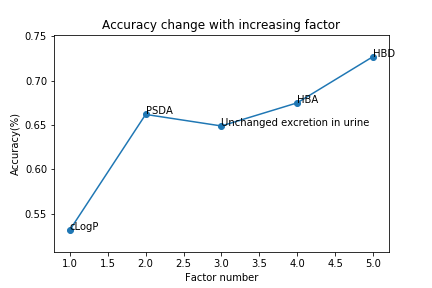 Accuracy change with increasing factor
0.75
0.70
0.65
0.60
0.55
Accuracy(%)
cLogP
PSDA
Unchanged excretion in urine
HBA
HBD
1.0 1.5 2.0 2.5 3.0 3.5 4.0 4.5 5.0
Factor number